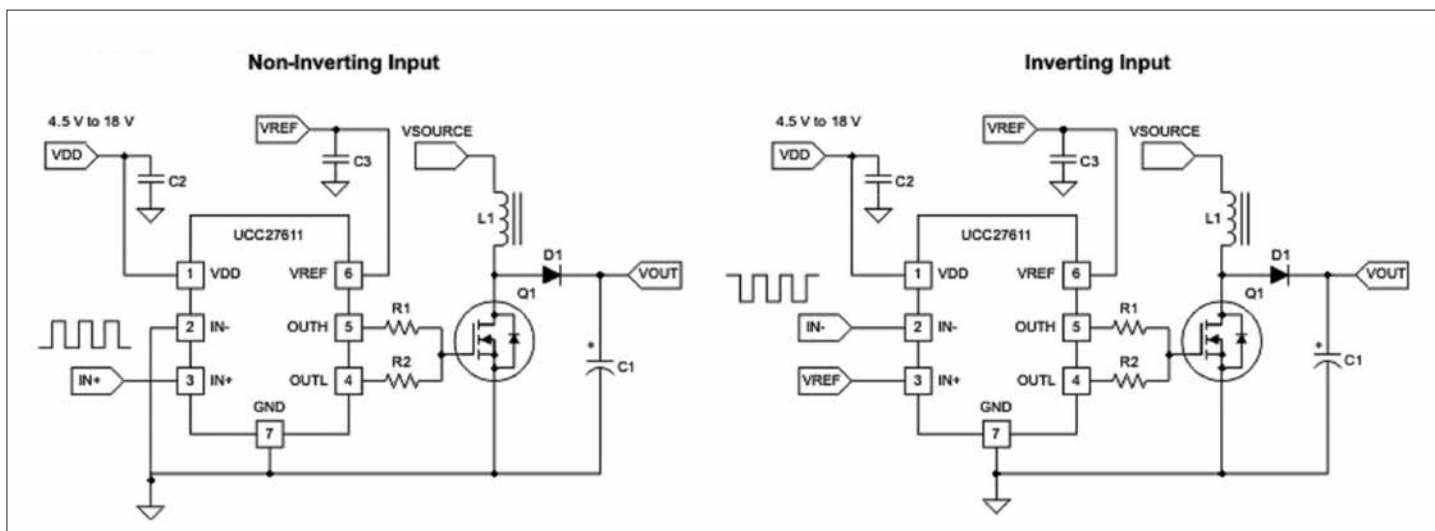 Non-Inverting Input
4.5 V to 18 V
VDD
C2
VREF
C3
VSOURCE
L1
UCC27611
1 VDD
VREF 6
D1
VOUT
Q1
2 IN-
OUTH 5
R1
R2
IN+
3 IN+
OUTL 4
+
C1
GND
7
Inverting Input
4.5 V to 18 V
VDD
C2
VREF
C3
VSOURCE
L1
UCC27611
1 VDD
VREF 6
D1
VOUT
Q1
IN-
2 IN-
OUTH 5
R1
R2
VREF
3 IN+
OUTL 4
+
C1
GND
7